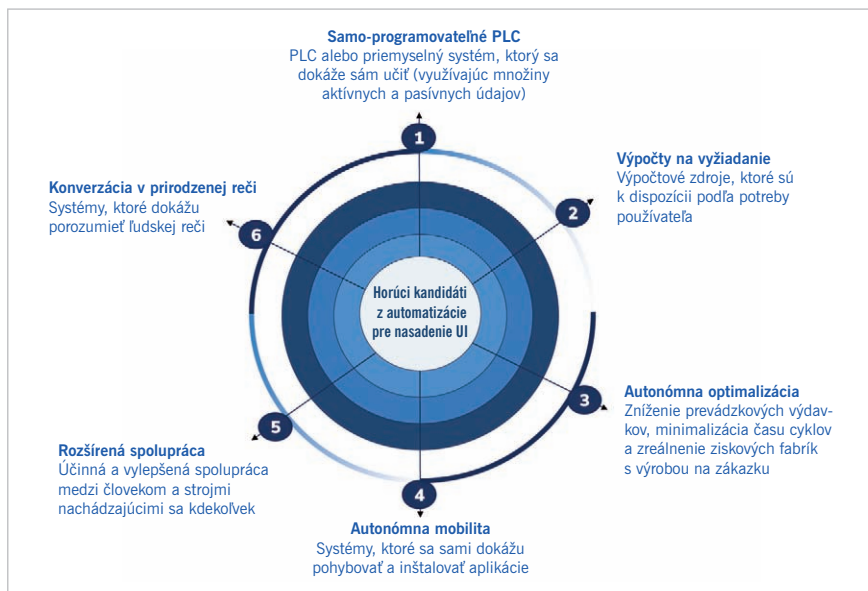 Samo-programovateľné PLC
PLC alebo priemyselný systém, ktorý sa
dokáže sám učiť (využívajúc množiny
aktívnych a pasívnych údajov)
1
Výpočty na vyžiadanie
Výpočtové zdroje, ktoré sú
k dispozícii podľa potreby
používateľa
2
Konverzácia v prirodzenej reči
Systémy, ktoré dokážu
porozumieť ľudskej reči
6
Horúci kandidáti
z automatizácie
pre nasadenie UI
3
Autonómna optimalizácia
Zníženie prevádzkových výdav-
kov, minimalizácia času cyklov
a zreálnenie ziskových fabrík
s výrobou na zákazku
5
Rozšírená spolupráca
Účinná a vylepšená spolupráca
medzi človekom a strojmi
nachádzajúcimi sa kdekoľvek
4
Autonómna mobilita
Systémy, ktoré sa sami dokážu
pohybovať a inštalovať aplikácie